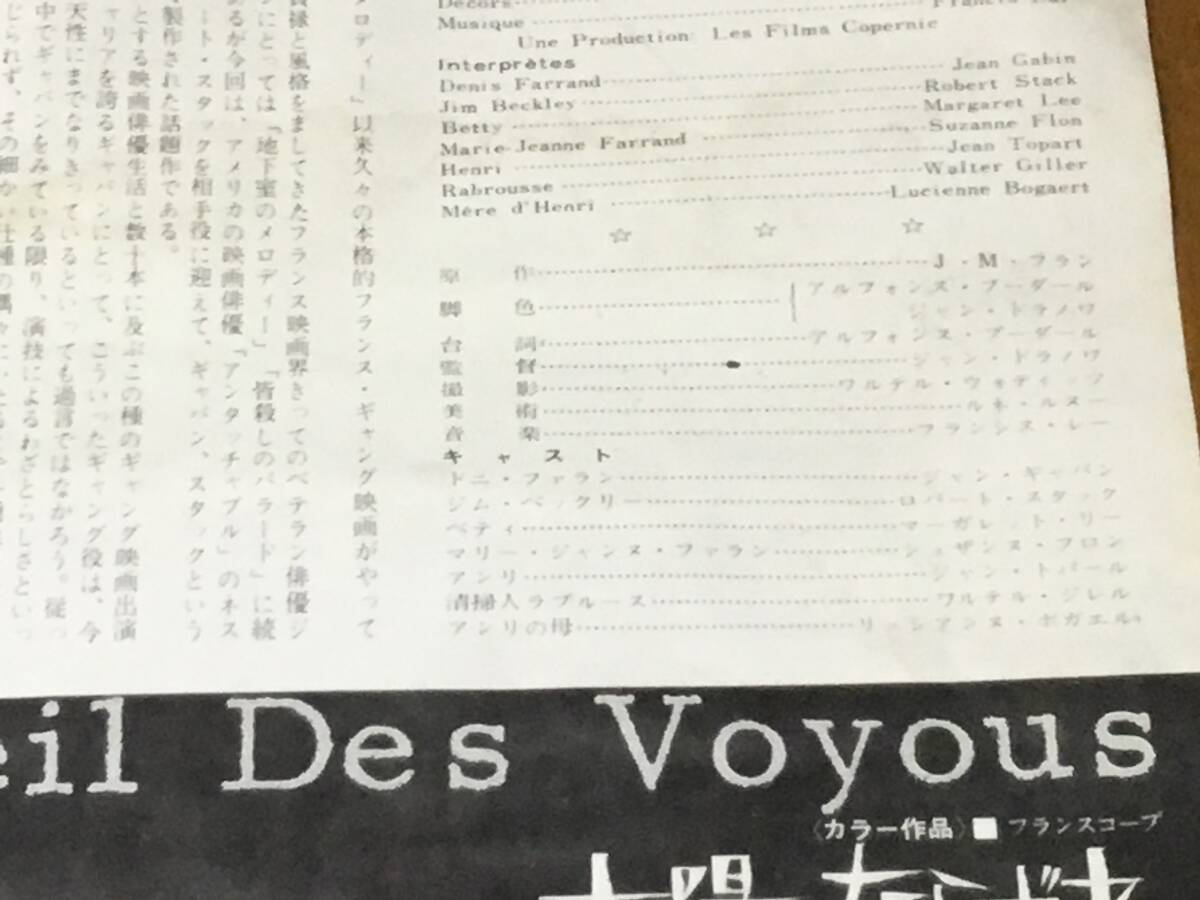 Décors
Musique
Une Production: Les Films Copernic
Interprètes
Denis Farrand Jean Gabin
Jim Beckley Robert Stack
Betty Margaret Lee
Marie-Jeanne Farrand Suzanne Flon
Henri Jean Topart
Rabrousse Walter Giller
Mère d'Henri Lucienne Bogaert
☆ ☆ ☆
原作 J・M・フラン
脚色 アルフォンス・ブーダール
ジャン・ドラノワ
台詞 アルフォンス・ブーダール
監督 ジャン・ドラノワ
撮影 ワルテル・ウォティッツ
美術 ルネ・ルヌー
音楽 フランシス・レー
キャスト
ドニ・ファラン ジャン・ギャバン
ジム・ベックリー ロバート・スタック
ベティ マーガレット・リー
マリー・ジャンヌ・ファラン シュザンヌ・フロン
アンリ ジャン・トパール
清掃人ラブルース ワルテル・ジレル
アンリの母 リュシアンヌ・ボガエル
メロディー」以来久々の本格的フランス・ギャング映画がやって
貫禄と風格をましてきたフランス映画界きってのベテラン俳優ジ
にとっては「地下室のメロディー」「皆殺しのバラード」に続
あるが今回は、アメリカの映画俳優「アンタッチャブル」のネス
ート・スタックを相手役に迎えて、ギャバン、スタックという
製作された話題作である。
とする映画俳優生活と数十本に及ぶこの種のギャング映画出演
ャリアを誇るギャバンにとって、こういったギャング役は、今
天性にまでなりきっているといっても過言ではなかろう。従っ
中でギャバンをみている限り、演技によるわざとらしさといっ
じられず、その細かい仕種の隅々に
eil Des Voyous
〈カラー作品〉■フランスコープ
太陽のならず者